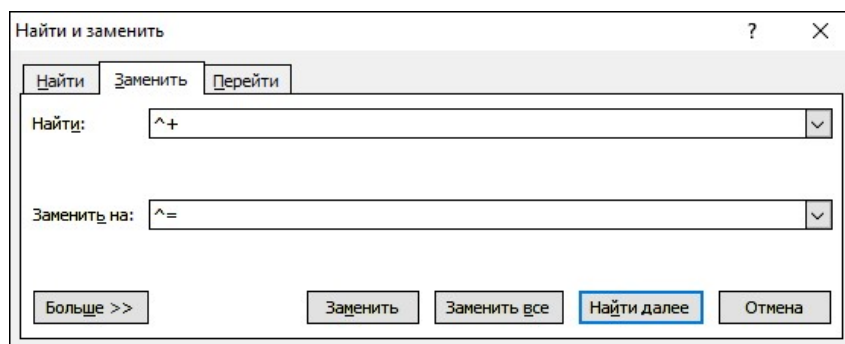 Найти и заменить ? X
Найти Заменить Перейти
Найти: ^+
Заменить на: ^=
Больше >> Заменить Заменить все Найти далее Отмена